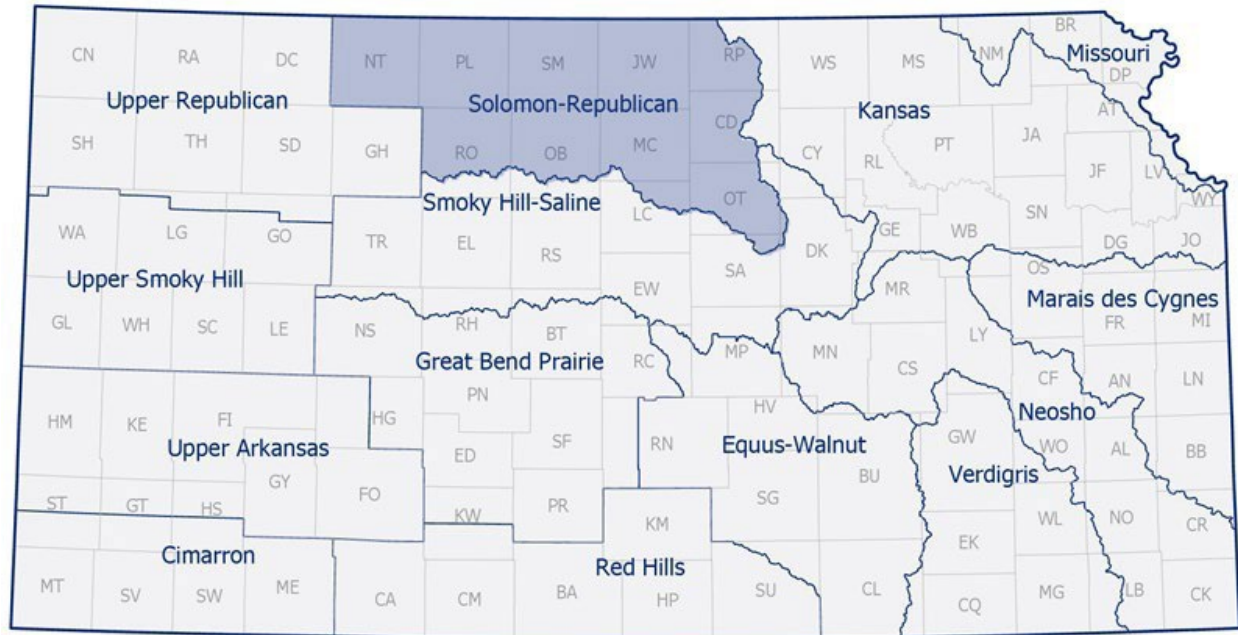 BR
CN RA DC NT PL SM JW RP WS MS NM Missouri
DP
Upper Republican Solomon-Republican Kansas AT
CD
SH TH SD GH RO OB MC CY RL PT JA JF LV
WY
Smoky Hill-Saline OT SN
LC
WA LG GO TR EL RS DK GE WB DG JO
SA OS
Upper Smoky Hill EW MR Marais des Cygnes
GL WH SC LE NS RH BT LY FR MI
Great Bend Prairie RC MP MN CS CF AN LN
PN
HM KE FI HG SF HV Neosho
Upper Arkansas ED RN Equus-Walnut GW WO AL BB
GY FO BU Verdigris
ST GT HS KW PR SG WL NO CR
KM
Cimarron Red Hills EK
MT SV SW ME CA CM BA HP SU CL CQ MG LB CK